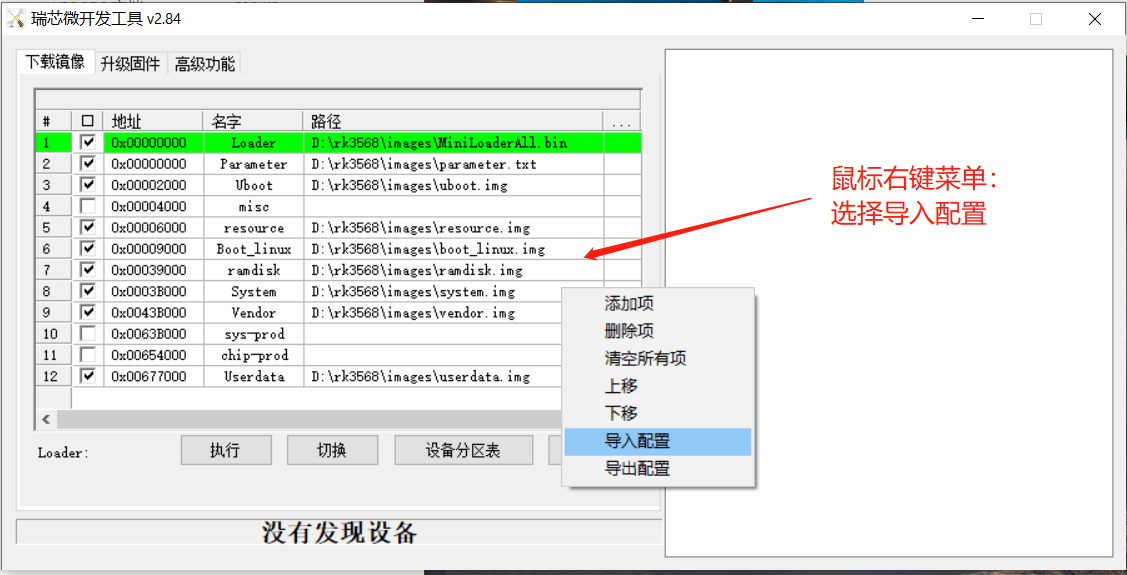 瑞芯微开发工具 v2.84
下载镜像 升级固件 高级功能
# 地址 名字 路径 ...
1 0x00000000 Loader D:\rk3568\images\MiniLoaderAll.bin
2 0x00000000 Parameter D:\rk3568\images\parameter.txt
3 0x00002000 Uboot D:\rk3568\images\uboot.img
4 0x00004000 misc
5 0x00006000 resource D:\rk3568\images\resource.img
6 0x00009000 Boot_linux D:\rk3568\images\boot_linux.img
7 0x00039000 ramdisk D:\rk3568\images\ramdisk.img
8 0x0003B000 System D:\rk3568\images\system.img
9 0x0043B000 Vendor D:\rk3568\images\vendor.img
10 0x0063B000 sys-prod
11 0x00654000 chip-prod
12 0x00677000 Userdata D:\rk3568\images\userdata.img
鼠标右键菜单：
选择导入配置
添加项
删除项
清空所有项
上移
下移
导入配置
导出配置
Loader: 执行 切换 设备分区表
没有发现设备